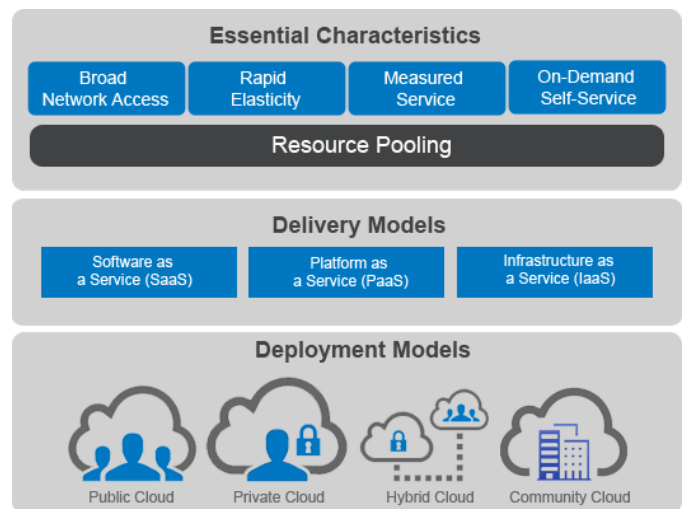 Essential Characteristics
Broad
Network Access
Rapid
Elasticity
Measured
Service
On-Demand
Self-Service
Resource Pooling
Delivery Models
Software as
a Service (SaaS)
Platform as
a Service (PaaS)
Infrastructure as
a Service (IaaS)
Deployment Models
Public Cloud
Private Cloud
Hybrid Cloud
Community Cloud